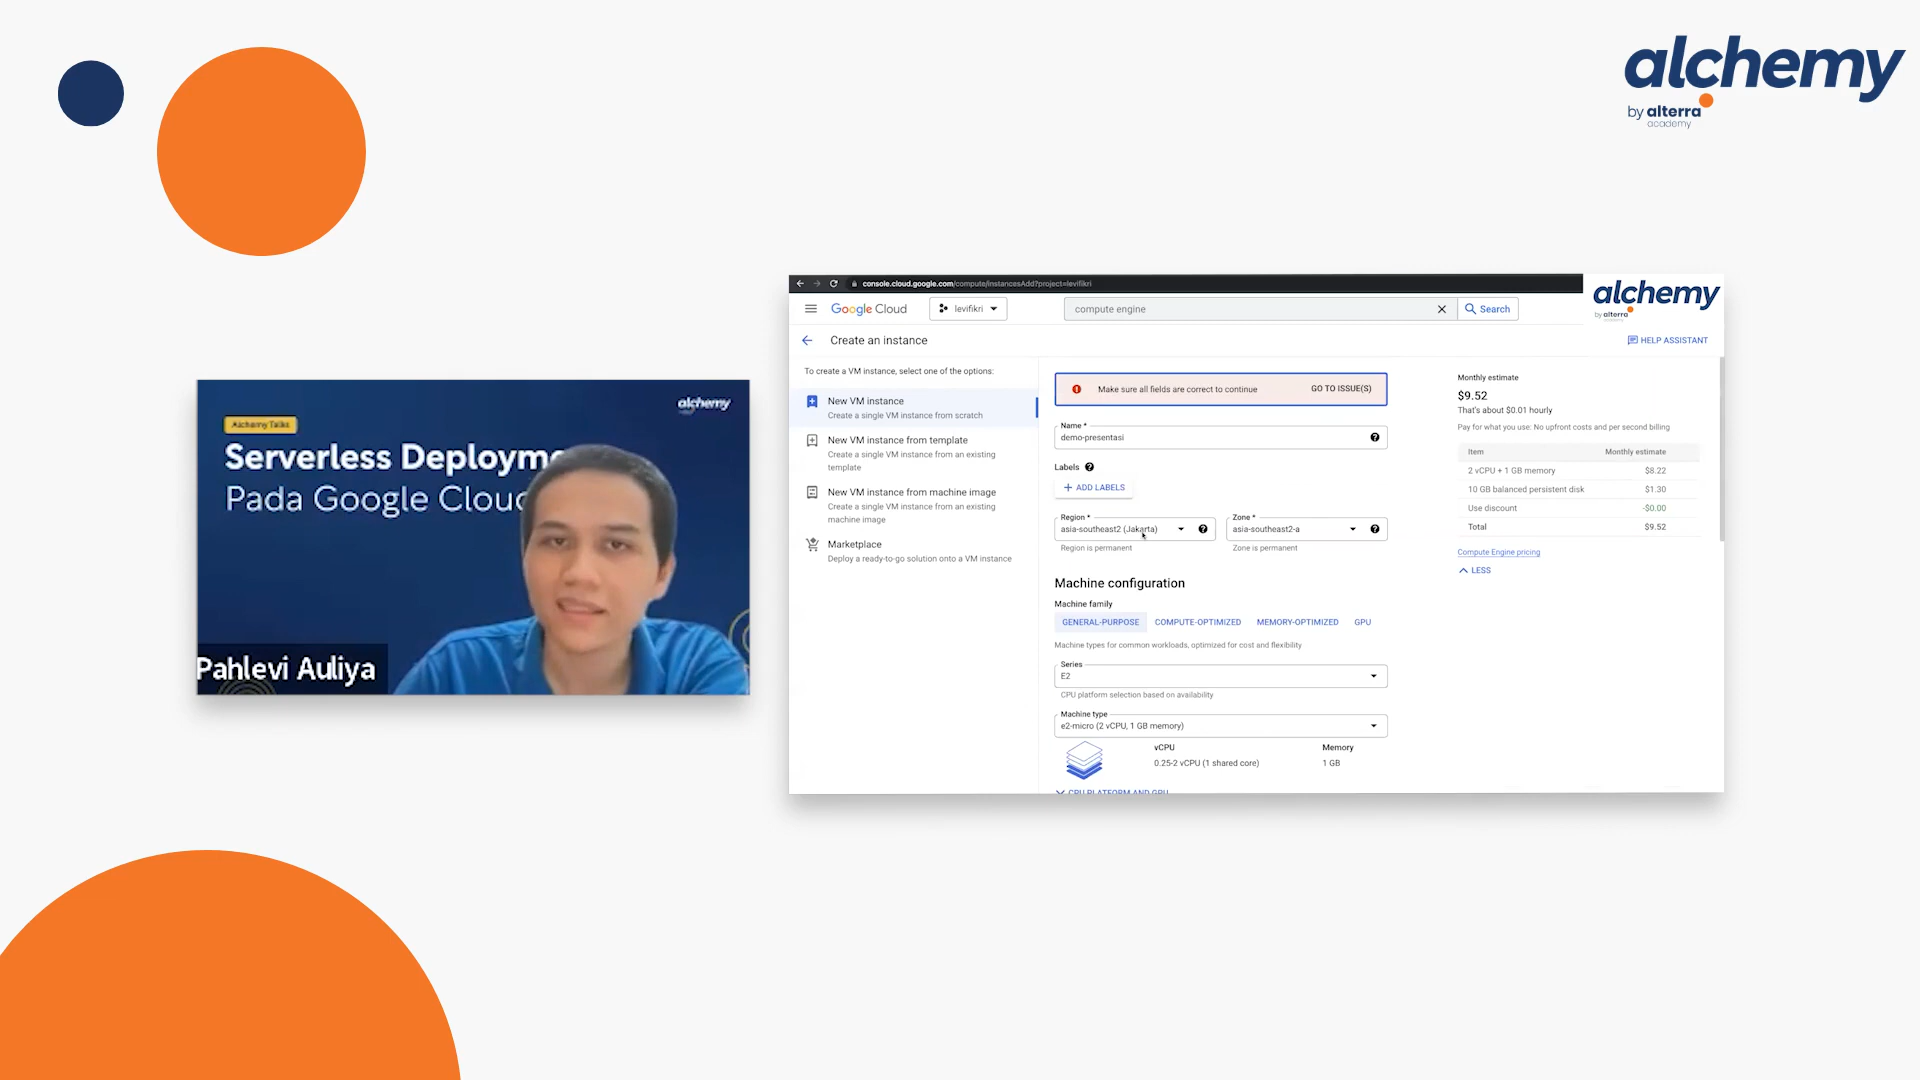 alchemy
by alterra
academy
alchemy
Alchemy Talks
Serverless Deployme
Pada Google Cloud
Pahlevi Auliya
console.cloud.google.com/compute/instancesAdd?project=levifikri
alchemy
by alterra
Google Cloud
levifikri
compute engine
Search
Create an instance
HELP ASSISTANT
To create a VM instance, select one of the options:
New VM instance
Create a single VM instance from scratch
New VM instance from template
Create a single VM instance from an existing
template
New VM instance from machine image
Create a single VM instance from an existing
machine image
Marketplace
Deploy a ready-to-go solution onto a VM instance
Make sure all fields are correct to continue
GO TO ISSUE(S)
Name *
demo-presentasi
Labels
ADD LABELS
Region *
asia-southeast2 (Jakarta)
Region is permanent
Zone *
asia-southeast2-a
Zone is permanent
Machine configuration
Machine family
GENERAL-PURPOSE COMPUTE-OPTIMIZED MEMORY-OPTIMIZED GPU
Machine types for common workloads, optimized for cost and flexibility
Series
E2
CPU platform selection based on availability
Machine type
e2-micro (2 vCPU, 1 GB memory)
vCPU Memory
0.25-2 vCPU (1 shared core) 1 GB
CPU PLATFORM AND GPU
Monthly estimate
$9.52
That's about $0.01 hourly
Pay for what you use: No upfront costs and per second billing
Item Monthly estimate
2 vCPU + 1 GB memory $8.22
10 GB balanced persistent disk $1.30
Use discount -$0.00
Total $9.52
Compute Engine pricing
LESS